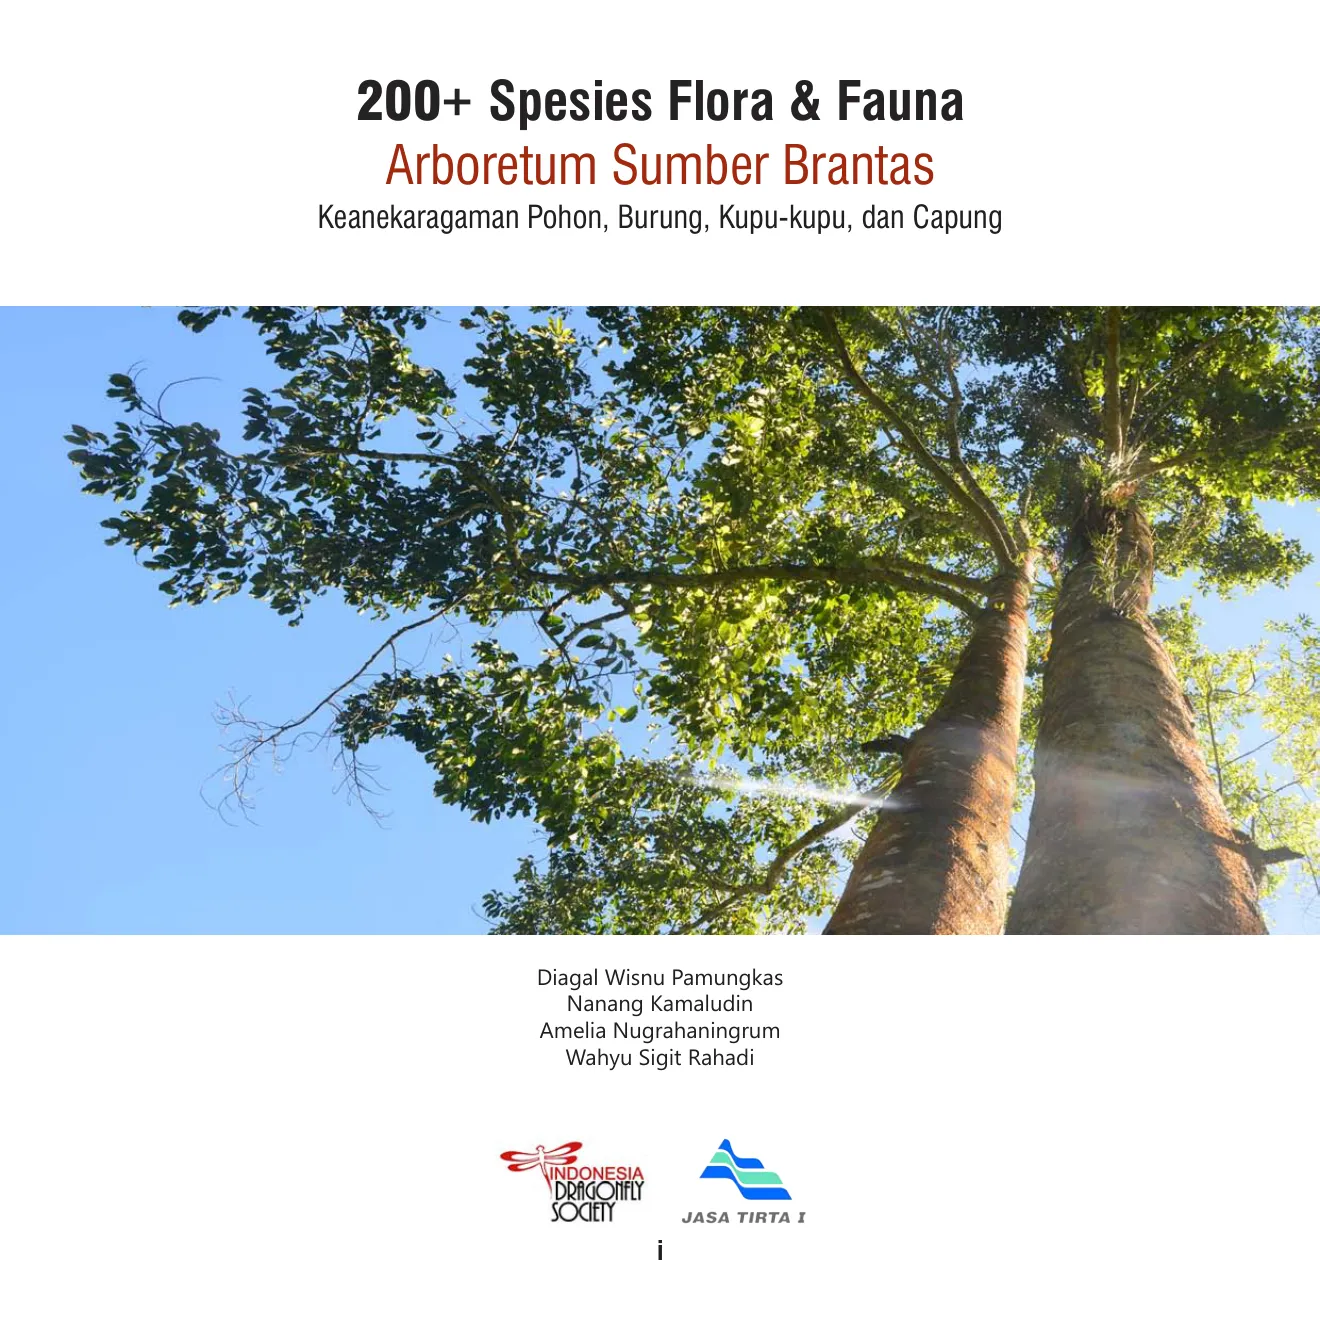 200+ Spesies Flora & Fauna
Arboretum Sumber Brantas
Keanekaragaman Pohon, Burung, Kupu-kupu, dan Capung
Diagal Wisnu Pamungkas
Nanang Kamaludin
Amelia Nugrahaningrum
Wahyu Sigit Rahadi
INDONESIA
DRAGONFLY
SOCIETY
JASA TIRTA I
i